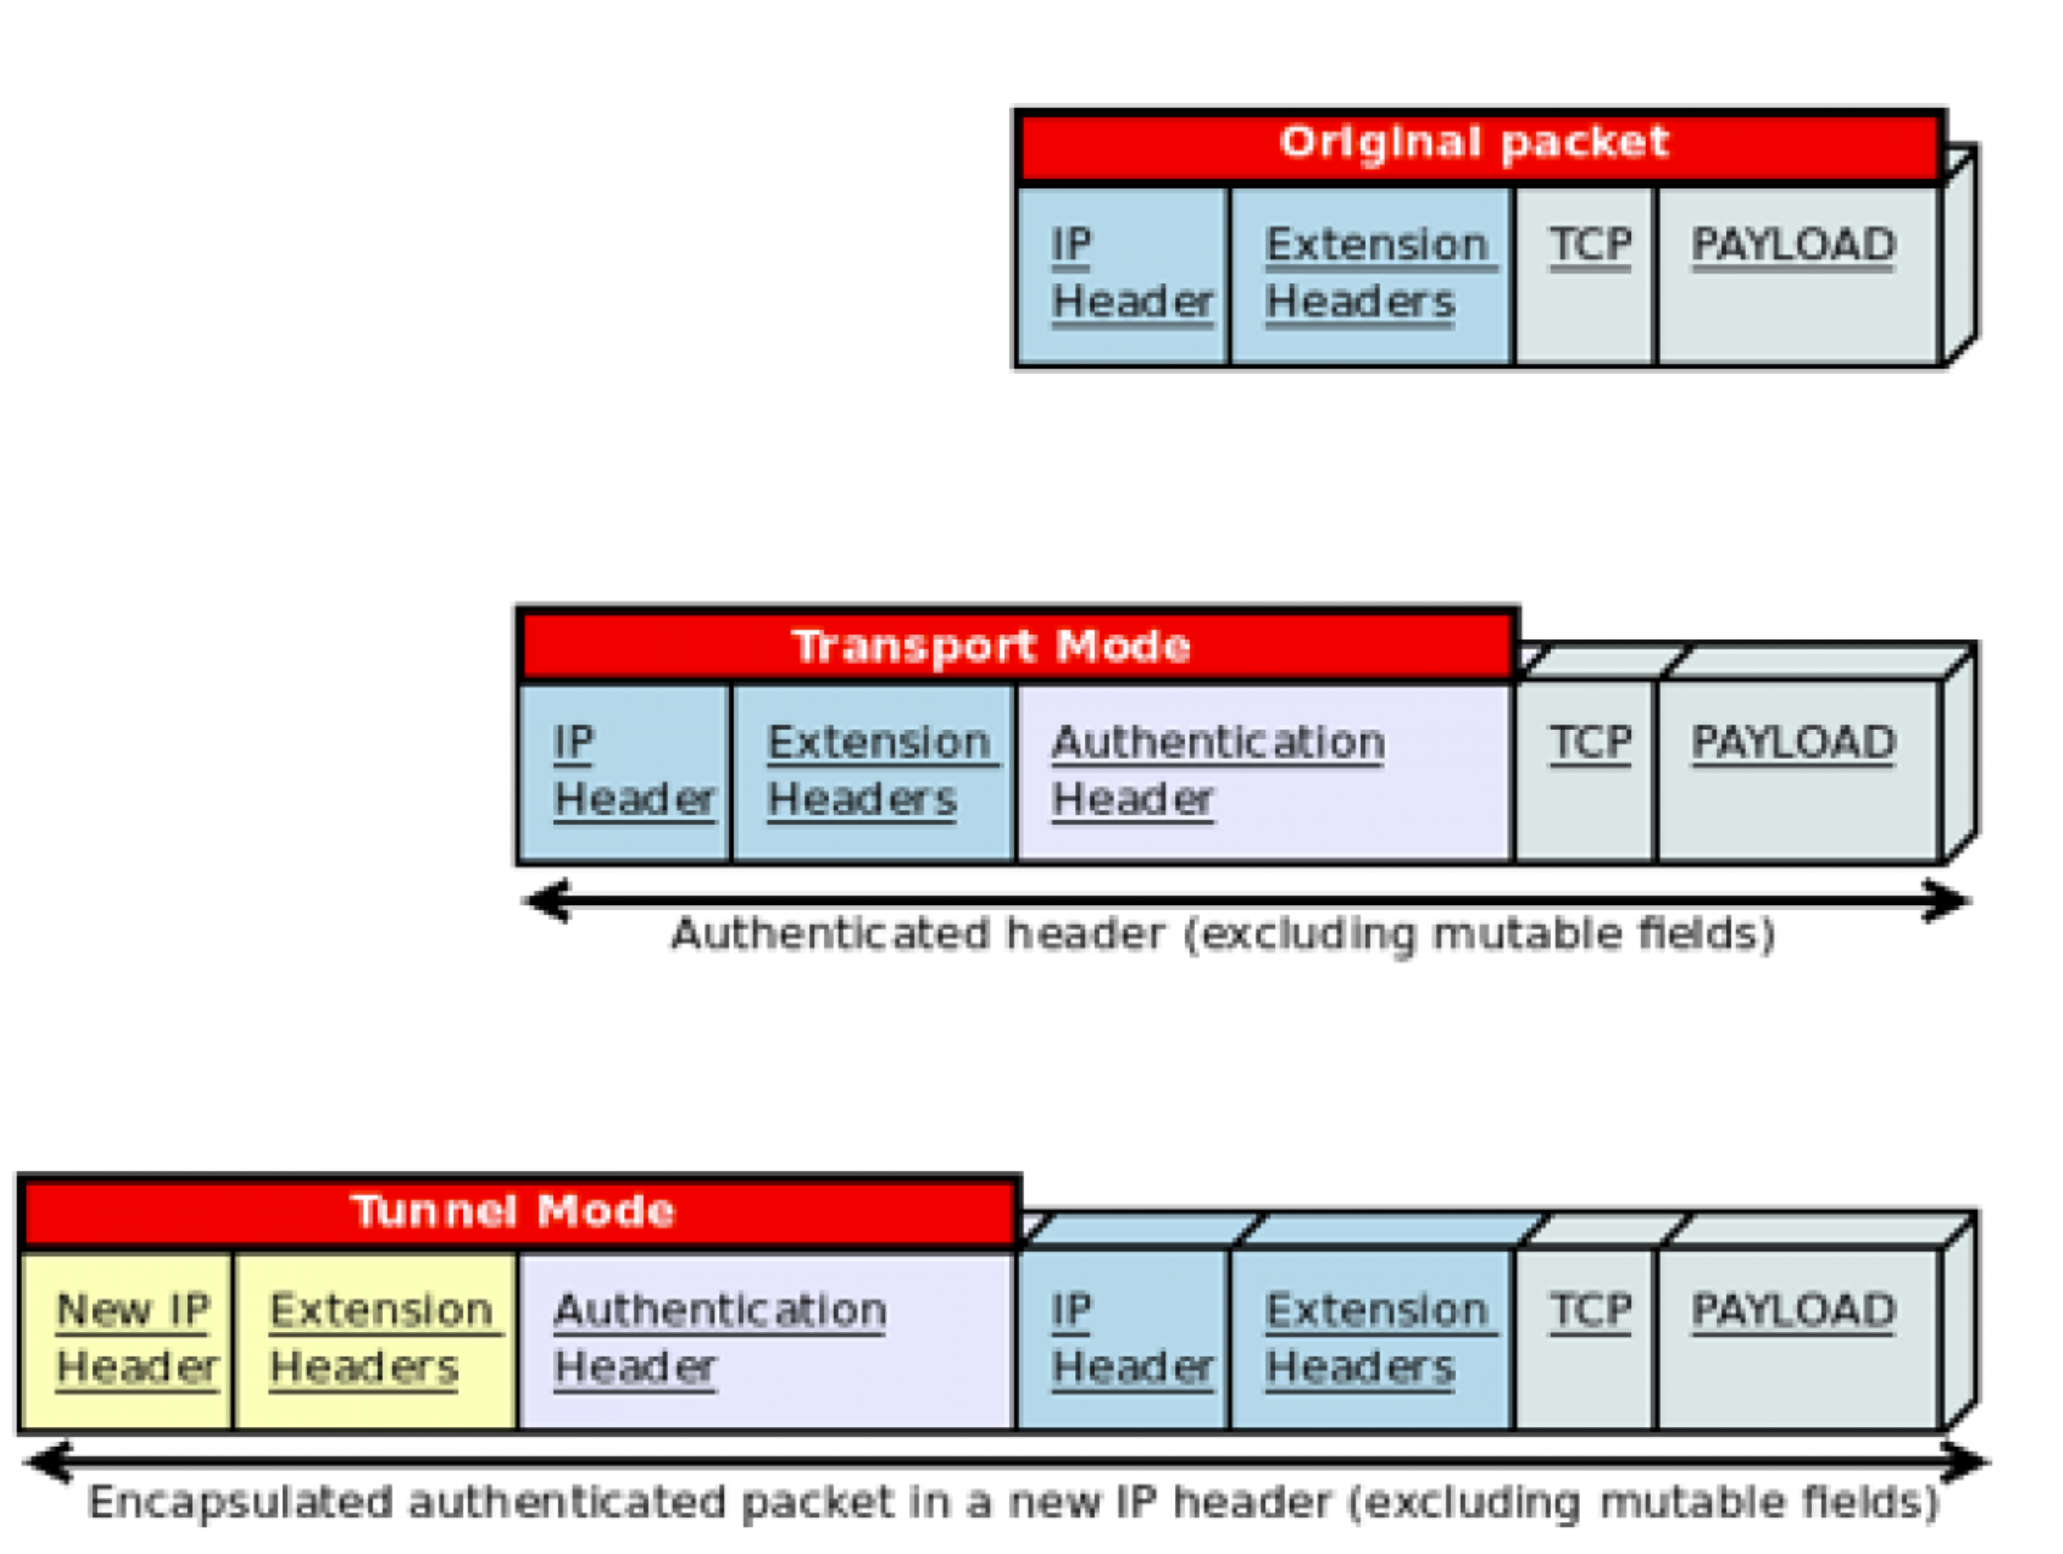 Original packet
IP
Header
Extension
Headers
TCP
PAYLOAD
Transport Mode
IP
Header
Extension
Headers
Authentication
Header
TCP
PAYLOAD
Authenticated header (excluding mutable fields)
Tunnel Mode
New IP
Header
Extension
Headers
Authentication
Header
IP
Header
Extension
Headers
TCP
PAYLOAD
Encapsulated authenticated packet in a new IP header (excluding mutable fields)